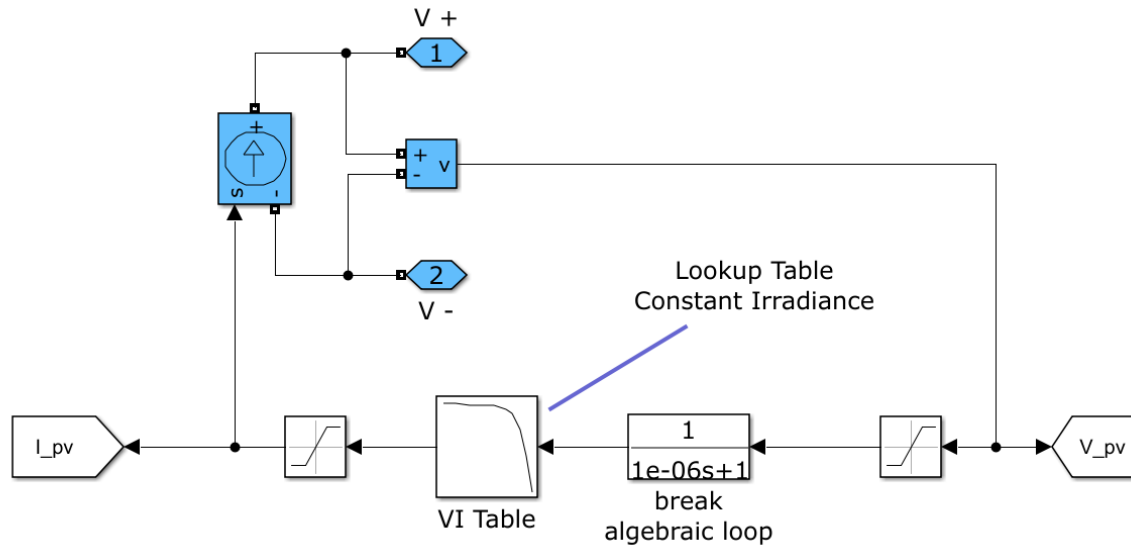 V +
1
+
s
-
+
-
v
2
V -
Lookup Table
Constant Irradiance
I_pv
VI Table
1
1e-06s+1
break
algebraic loop
V_pv